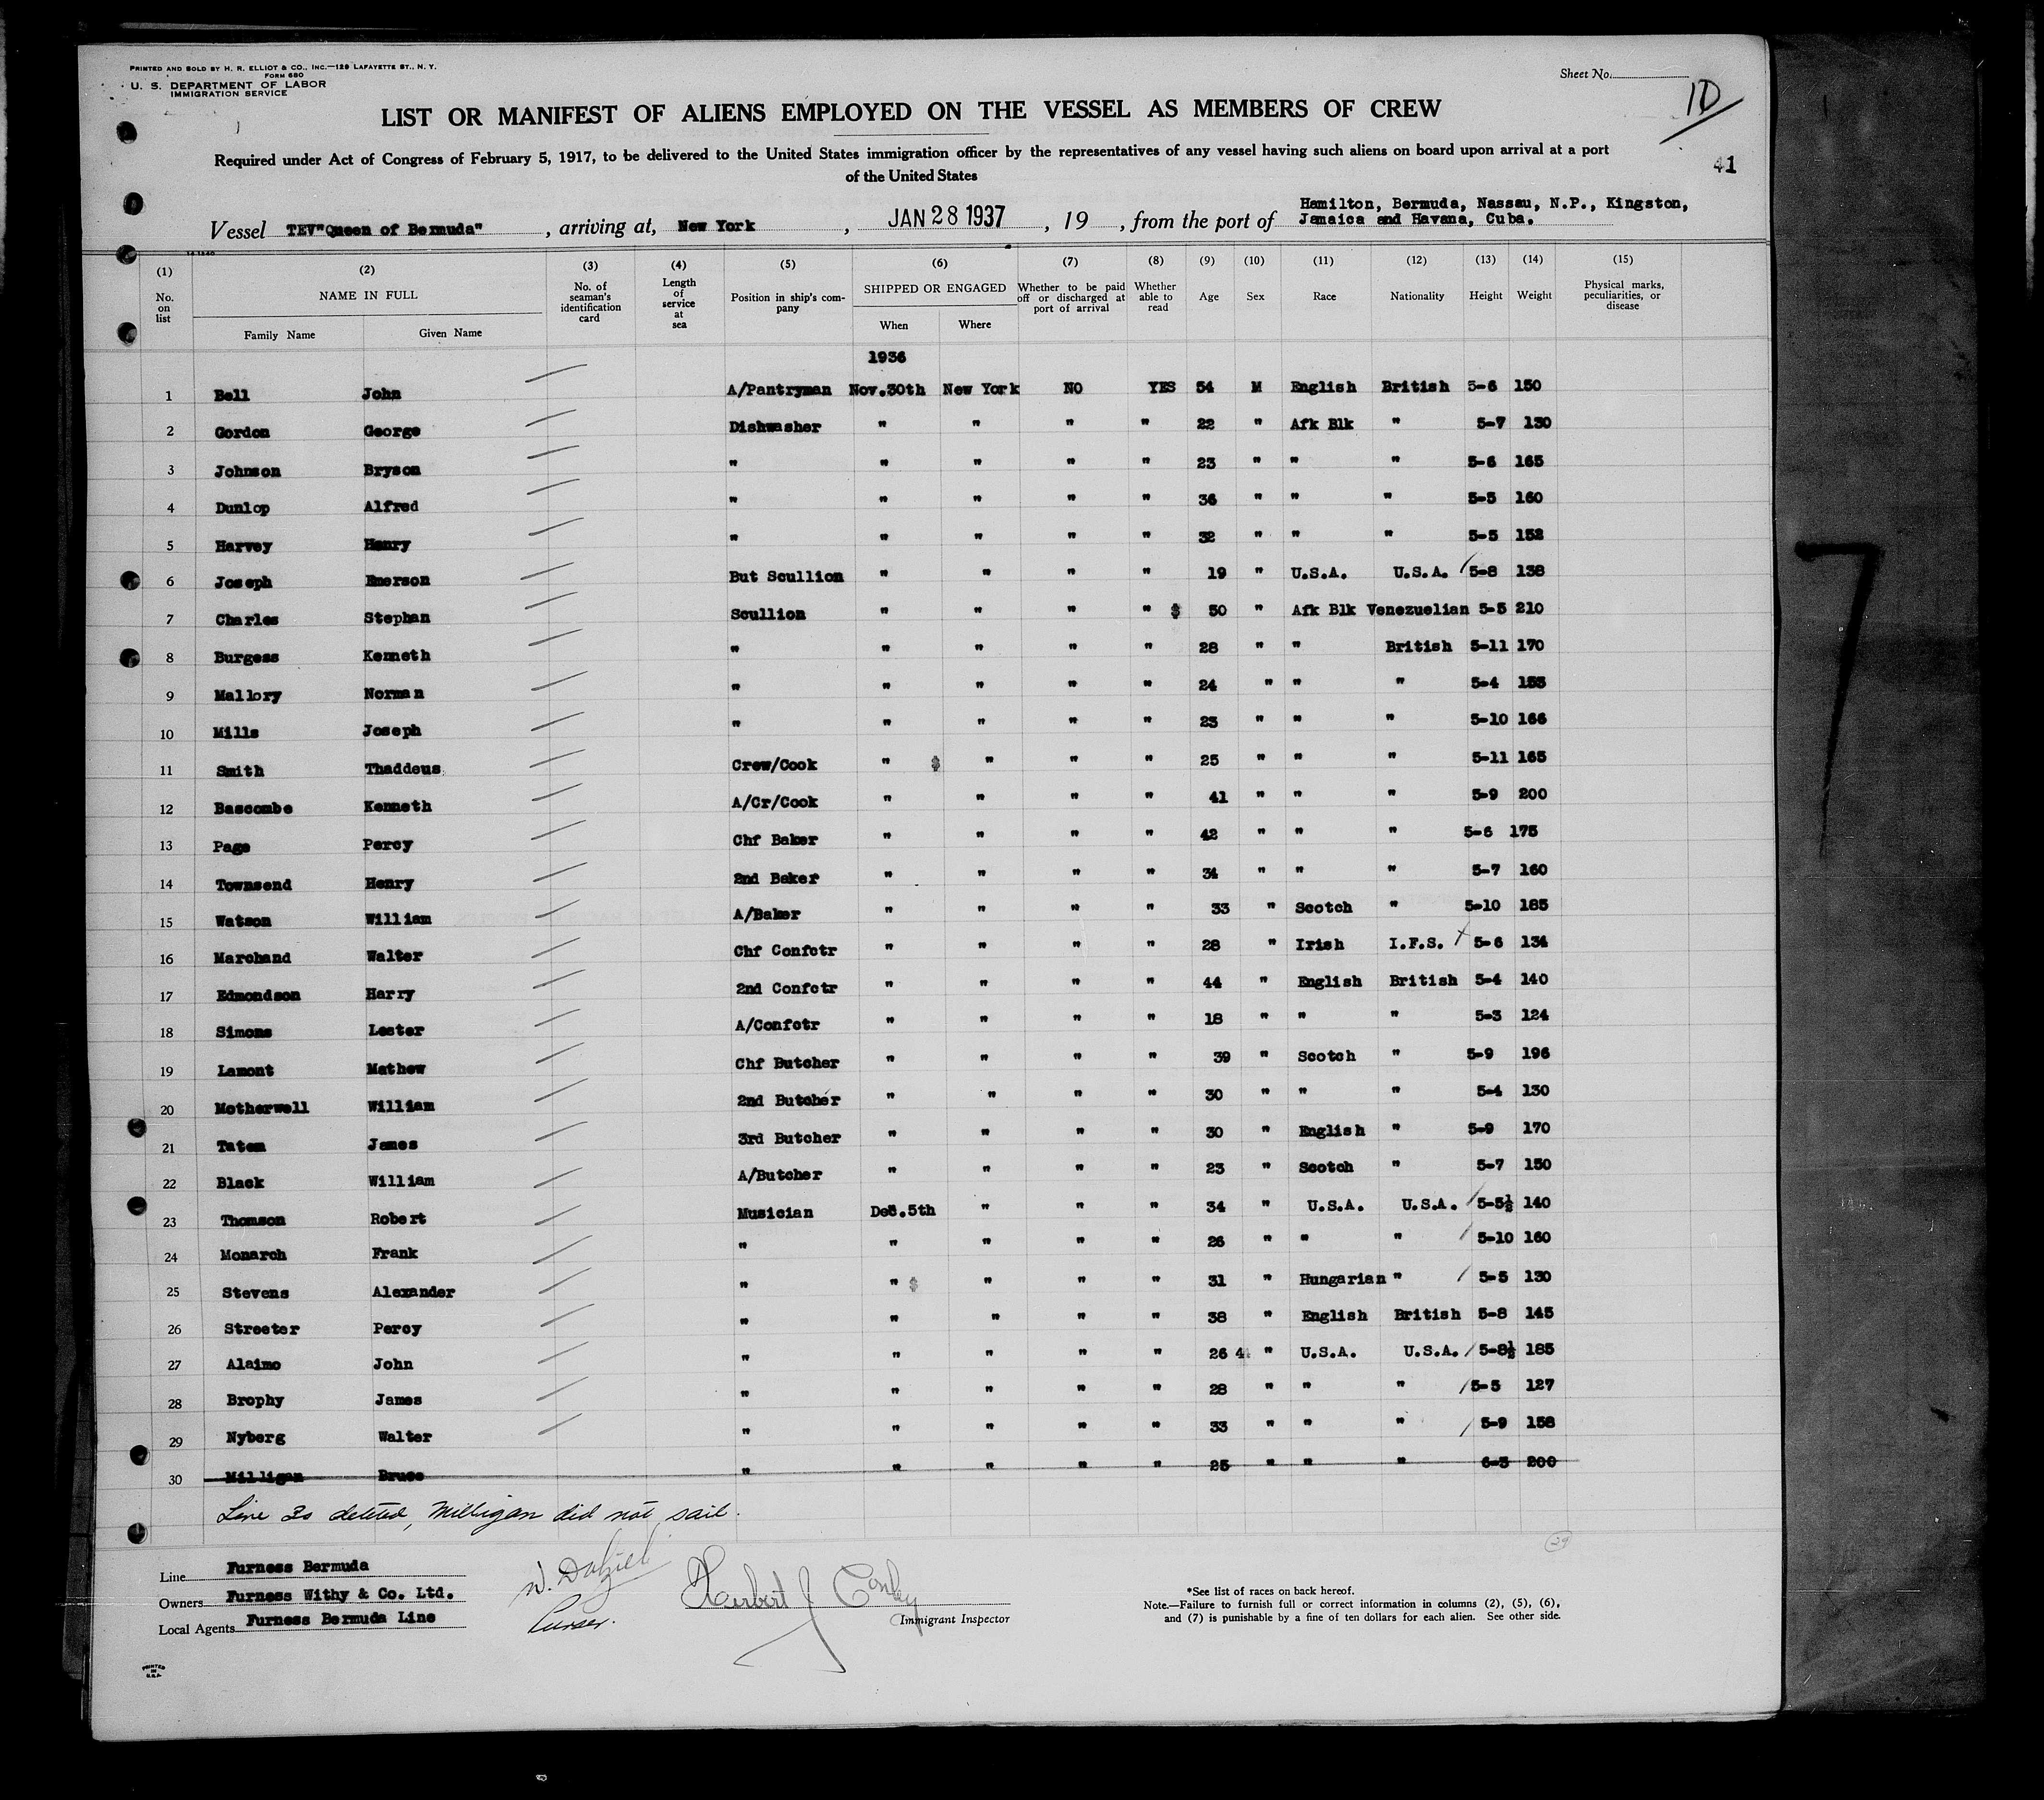 PRINTED AND SOLD BY H. R. ELLIOT & CO., INC.—129 LAFAYETTE ST., N. Y.
FORM 680
U. S. DEPARTMENT OF LABOR
IMMIGRATION SERVICE
Sheet No.
10
LIST OR MANIFEST OF ALIENS EMPLOYED ON THE VESSEL AS MEMBERS OF CREW
Required under Act of Congress of February 5, 1917, to be delivered to the United States immigration officer by the representatives of any vessel having such aliens on board upon arrival at a port
of the United States
41
Vessel TEV"Queen of Bermuda" , arriving at, New York , JAN 28 1937 , 19 , from the port of Hamilton, Bermuda, Nassau, N.P., Kingston,
Jamaica and Havana, Cuba.
(1) (2) (3) (4) (5) (6) (7) (8) (9) (10) (11) (12) (13) (14) (15)
No. on list NAME IN FULL Family Name Given Name No. of seaman's identification card Length of service at sea Position in ship's company SHIPPED OR ENGAGED When Where Whether to be paid off or discharged at port of arrival Whether able to read Age Sex Race Nationality Height Weight Physical marks, peculiarities, or disease
1936
1 Bell John A/Pantryman Nov.30th New York NO YES 54 M English British 5-6 150
2 Gordon George Dishwasher " " " " 22 " Afk Blk " 5-7 130
3 Johnson Bryson " " " " " 23 " " " 5-6 165
4 Dunlop Alfred " " " " " 36 " " " 5-5 160
5 Harvey Henry " " " " " 32 " " " 5-5 152
6 Joseph Emerson But Scullion " " " " 19 " U.S.A. U.S.A. 5-8 138
7 Charles Stephan Scullion " " " " 50 " Afk Blk Venezuelian 5-5 210
8 Burgess Kenneth " " " " " 28 " " British 5-11 170
9 Mallory Norman " " " " " 24 " " " 5-4 155
10 Mills Joseph " " " " " 23 " " " 5-10 166
11 Smith Thaddeus Crew/Cook " " " " 25 " " " 5-11 165
12 Bascombe Kenneth A/Cr/Cook " " " " 41 " " " 5-9 200
13 Page Percy Chf Baker " " " " 42 " " " 5-6 175
14 Townsend Henry 2nd Baker " " " " 34 " " " 5-7 160
15 Watson William A/Baker " " " " 33 " Scotch " 5-10 185
16 Marchand Walter Chf Confctr " " " " 28 " Irish I.F.S. 5-6 134
17 Edmondson Harry 2nd Confctr " " " " 44 " English British 5-4 140
18 Simons Lester A/Confctr " " " " 18 " " " 5-3 124
19 Lamont Mathew Chf Butcher " " " " 39 " Scotch " 5-9 196
20 Motherwell William 2nd Butcher " " " " 30 " " " 5-4 130
21 Tatem James 3rd Butcher " " " " 30 " English " 5-9 170
22 Black William A/Butcher " " " " 23 " Scotch " 5-7 150
23 Thomson Robert Musician Dec.5th " " " 34 " U.S.A. U.S.A. 5-5½ 140
24 Monarch Frank " " " " " 26 " " " 5-10 160
25 Stevens Alexander " " " " " 31 " Hungarian " 5-5 130
26 Streeter Percy " " " " " 38 " English British 5-8 145
27 Alaimo John " " " " " 26 " U.S.A. U.S.A. 5-8½ 185
28 Brophy James " " " " " 28 " " " 5-5 127
29 Nyberg Walter " " " " " 33 " " " 5-9 158
30 Milligan Bruce " " " " " 25 " " " 6-3 200
Line 30 deleted, Milligan did not sail.
29
Line Furness Bermuda
Owners Furness Withy & Co. Ltd.
Local Agents Furness Bermuda Line
W. Dalziel
Purser.
Herbert J Conley
Immigrant Inspector
*See list of races on back hereof.
Note.—Failure to furnish full or correct information in columns (2), (5), (6),
and (7) is punishable by a fine of ten dollars for each alien. See other side.
PRINTED IN U.S.A.
7